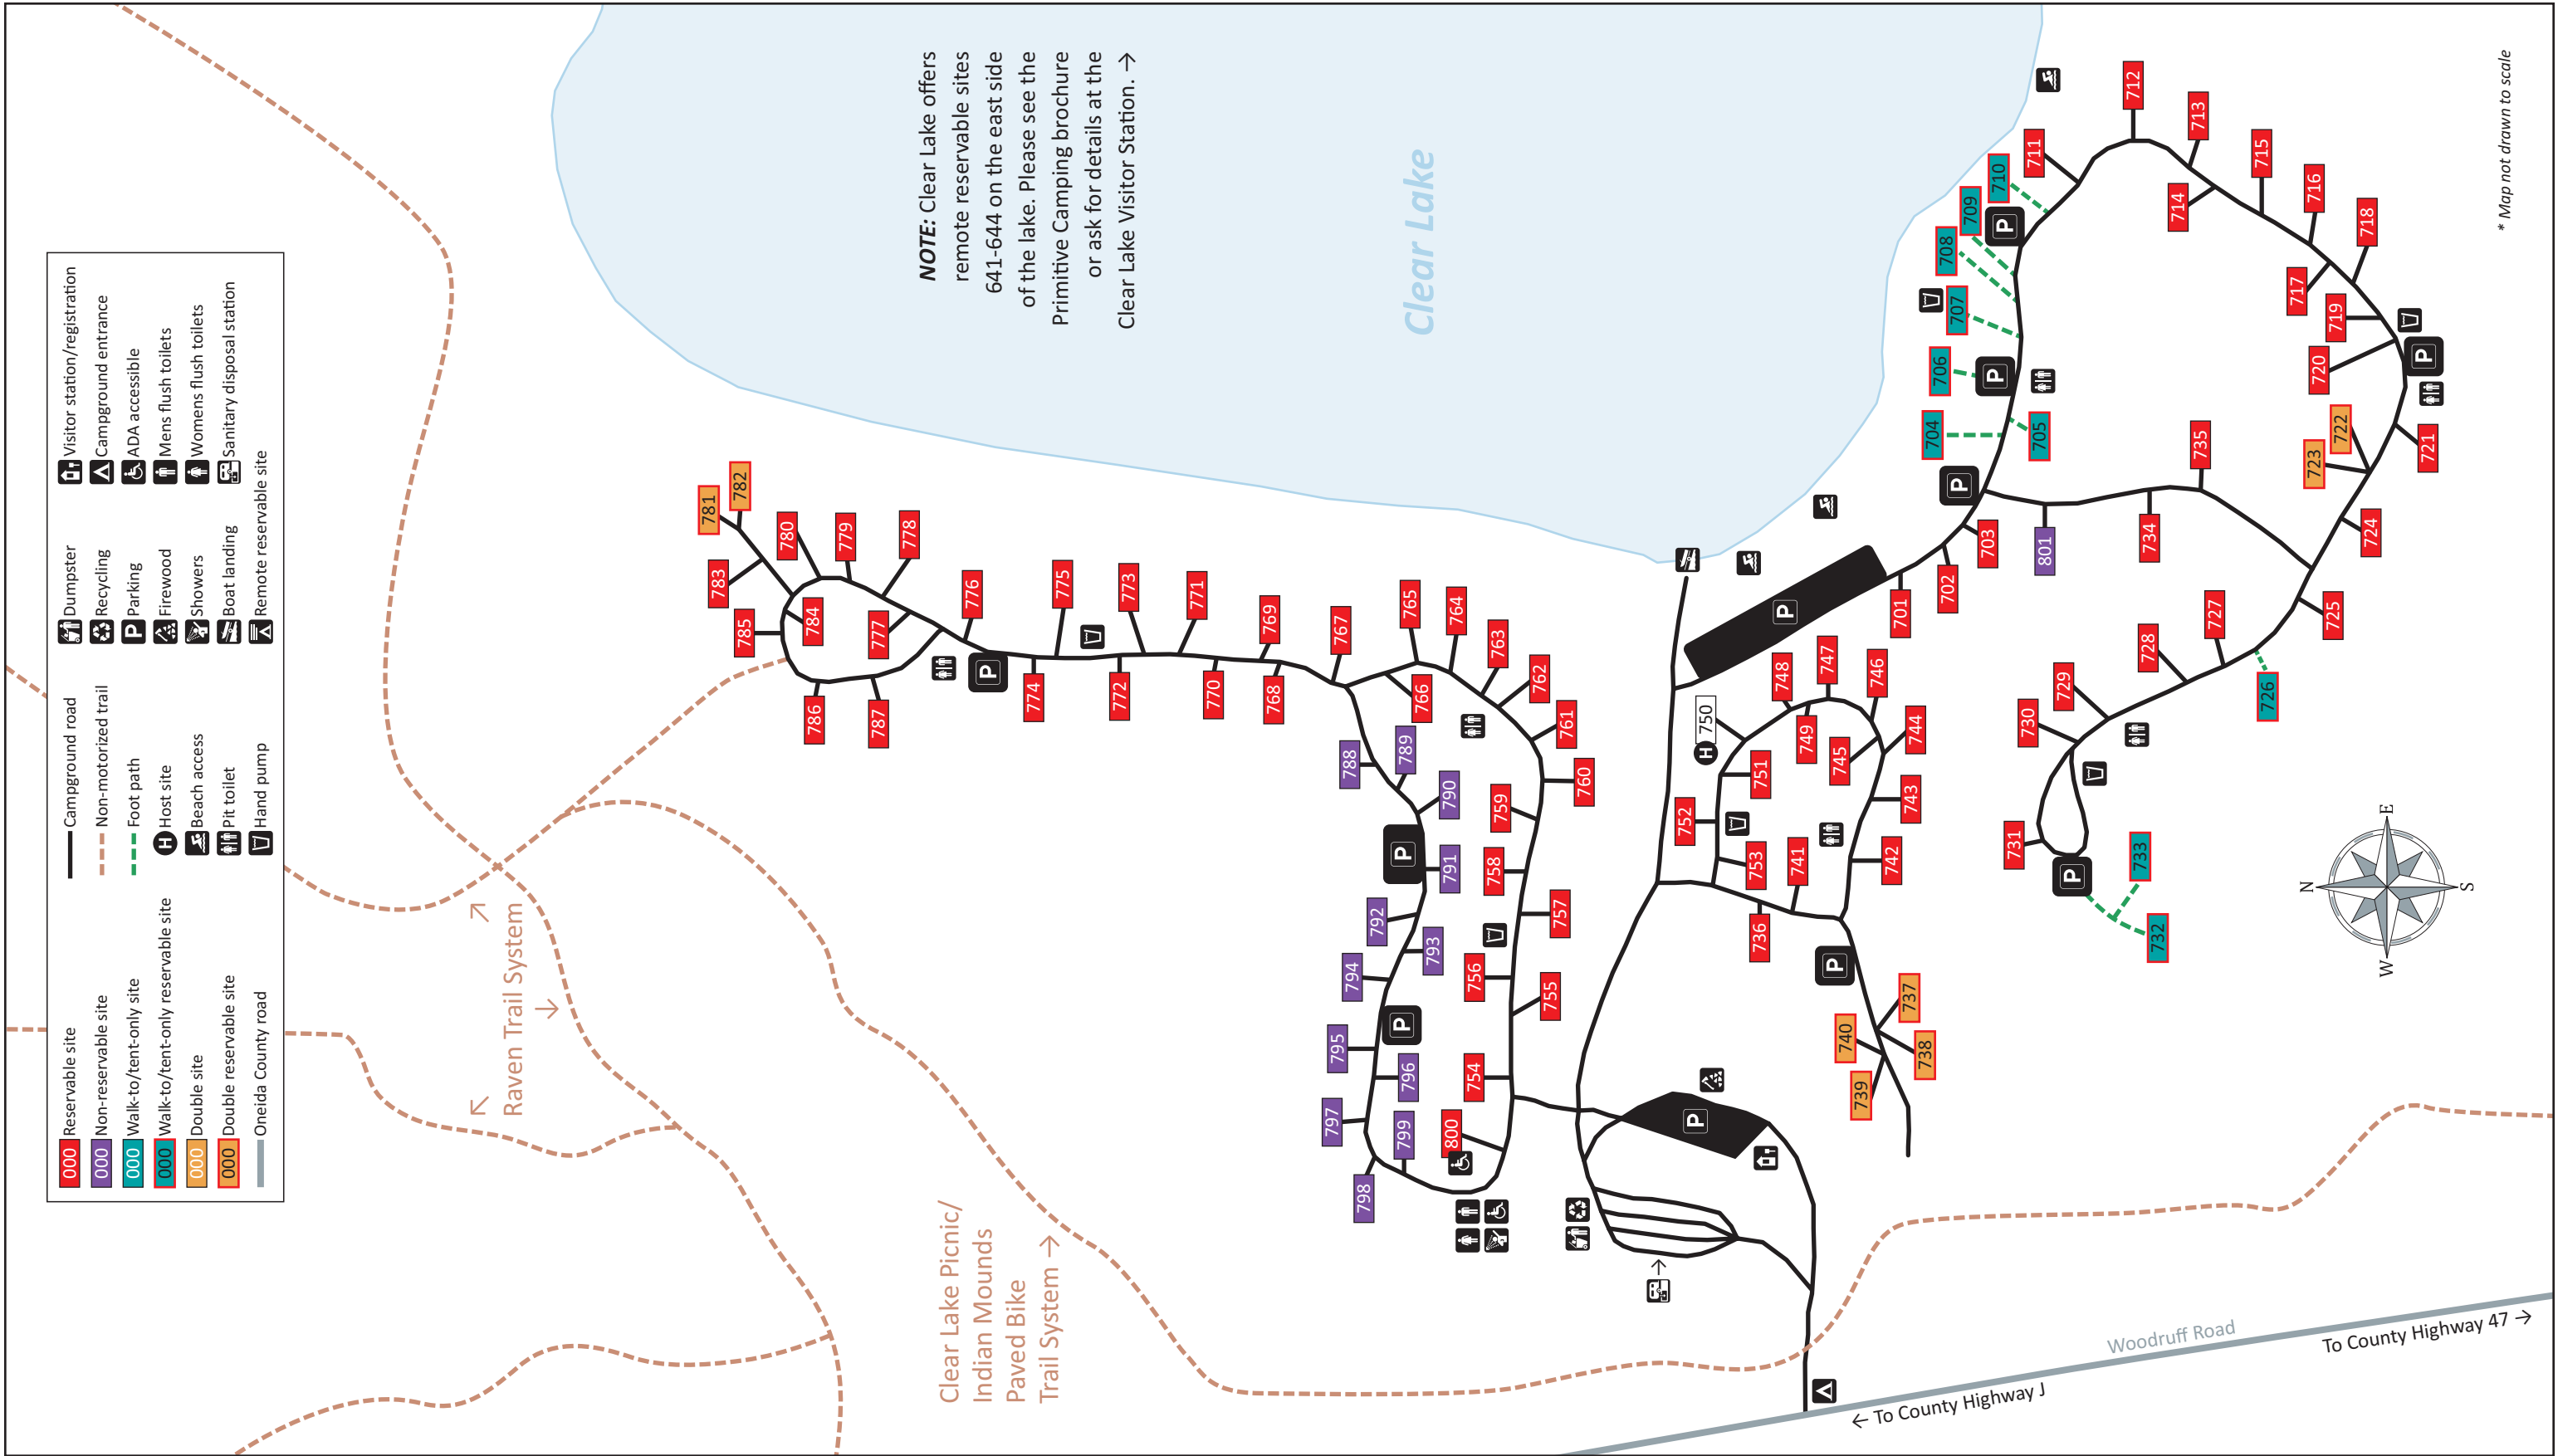 000 Reservable site
000 Non-reservable site
000 Walk-to/tent-only site
000 Walk-to/tent-only reservable site
000 Double site
000 Double reservable site
Oneida County road
Campground road
Non-motorized trail
Foot path
H Host site
Beach access
Pit toilet
Hand pump
Dumpster
Recycling
P Parking
Firewood
Showers
Boat landing
Remote reservable site
Visitor station/registration
Campground entrance
ADA accessible
Mens flush toilets
Womens flush toilets
Sanitary disposal station
NOTE: Clear Lake offers
remote reservable sites
641-644 on the east side
of the lake. Please see the
Primitive Camping brochure
or ask for details at the
Clear Lake Visitor Station. →
Clear Lake
Raven Trail System
Clear Lake Picnic/
Indian Mounds
Paved Bike
Trail System →
781
782
783
780
779
778
785
784
777
776
786
787
P
775
774
773
772
771
770
769
768
767
765
766
764
763
762
761
760
759
758
757
756
755
754
788
789
790
P
791
792
793
794
P
795
796
797
798
799
800
P
701
702
703
P
704
705
706
P
707
708
709
P
710
711
712
713
714
715
716
717
718
719
720
P
721
722
723
724
725
726
727
728
729
730
731
P
732
733
734
735
801
736
P
737
738
739
740
741
742
743
744
745
746
747
748
749
H 750
751
752
753
P
N
E
S
W
Woodruff Road
← To County Highway J
To County Highway 47 →
* Map not drawn to scale